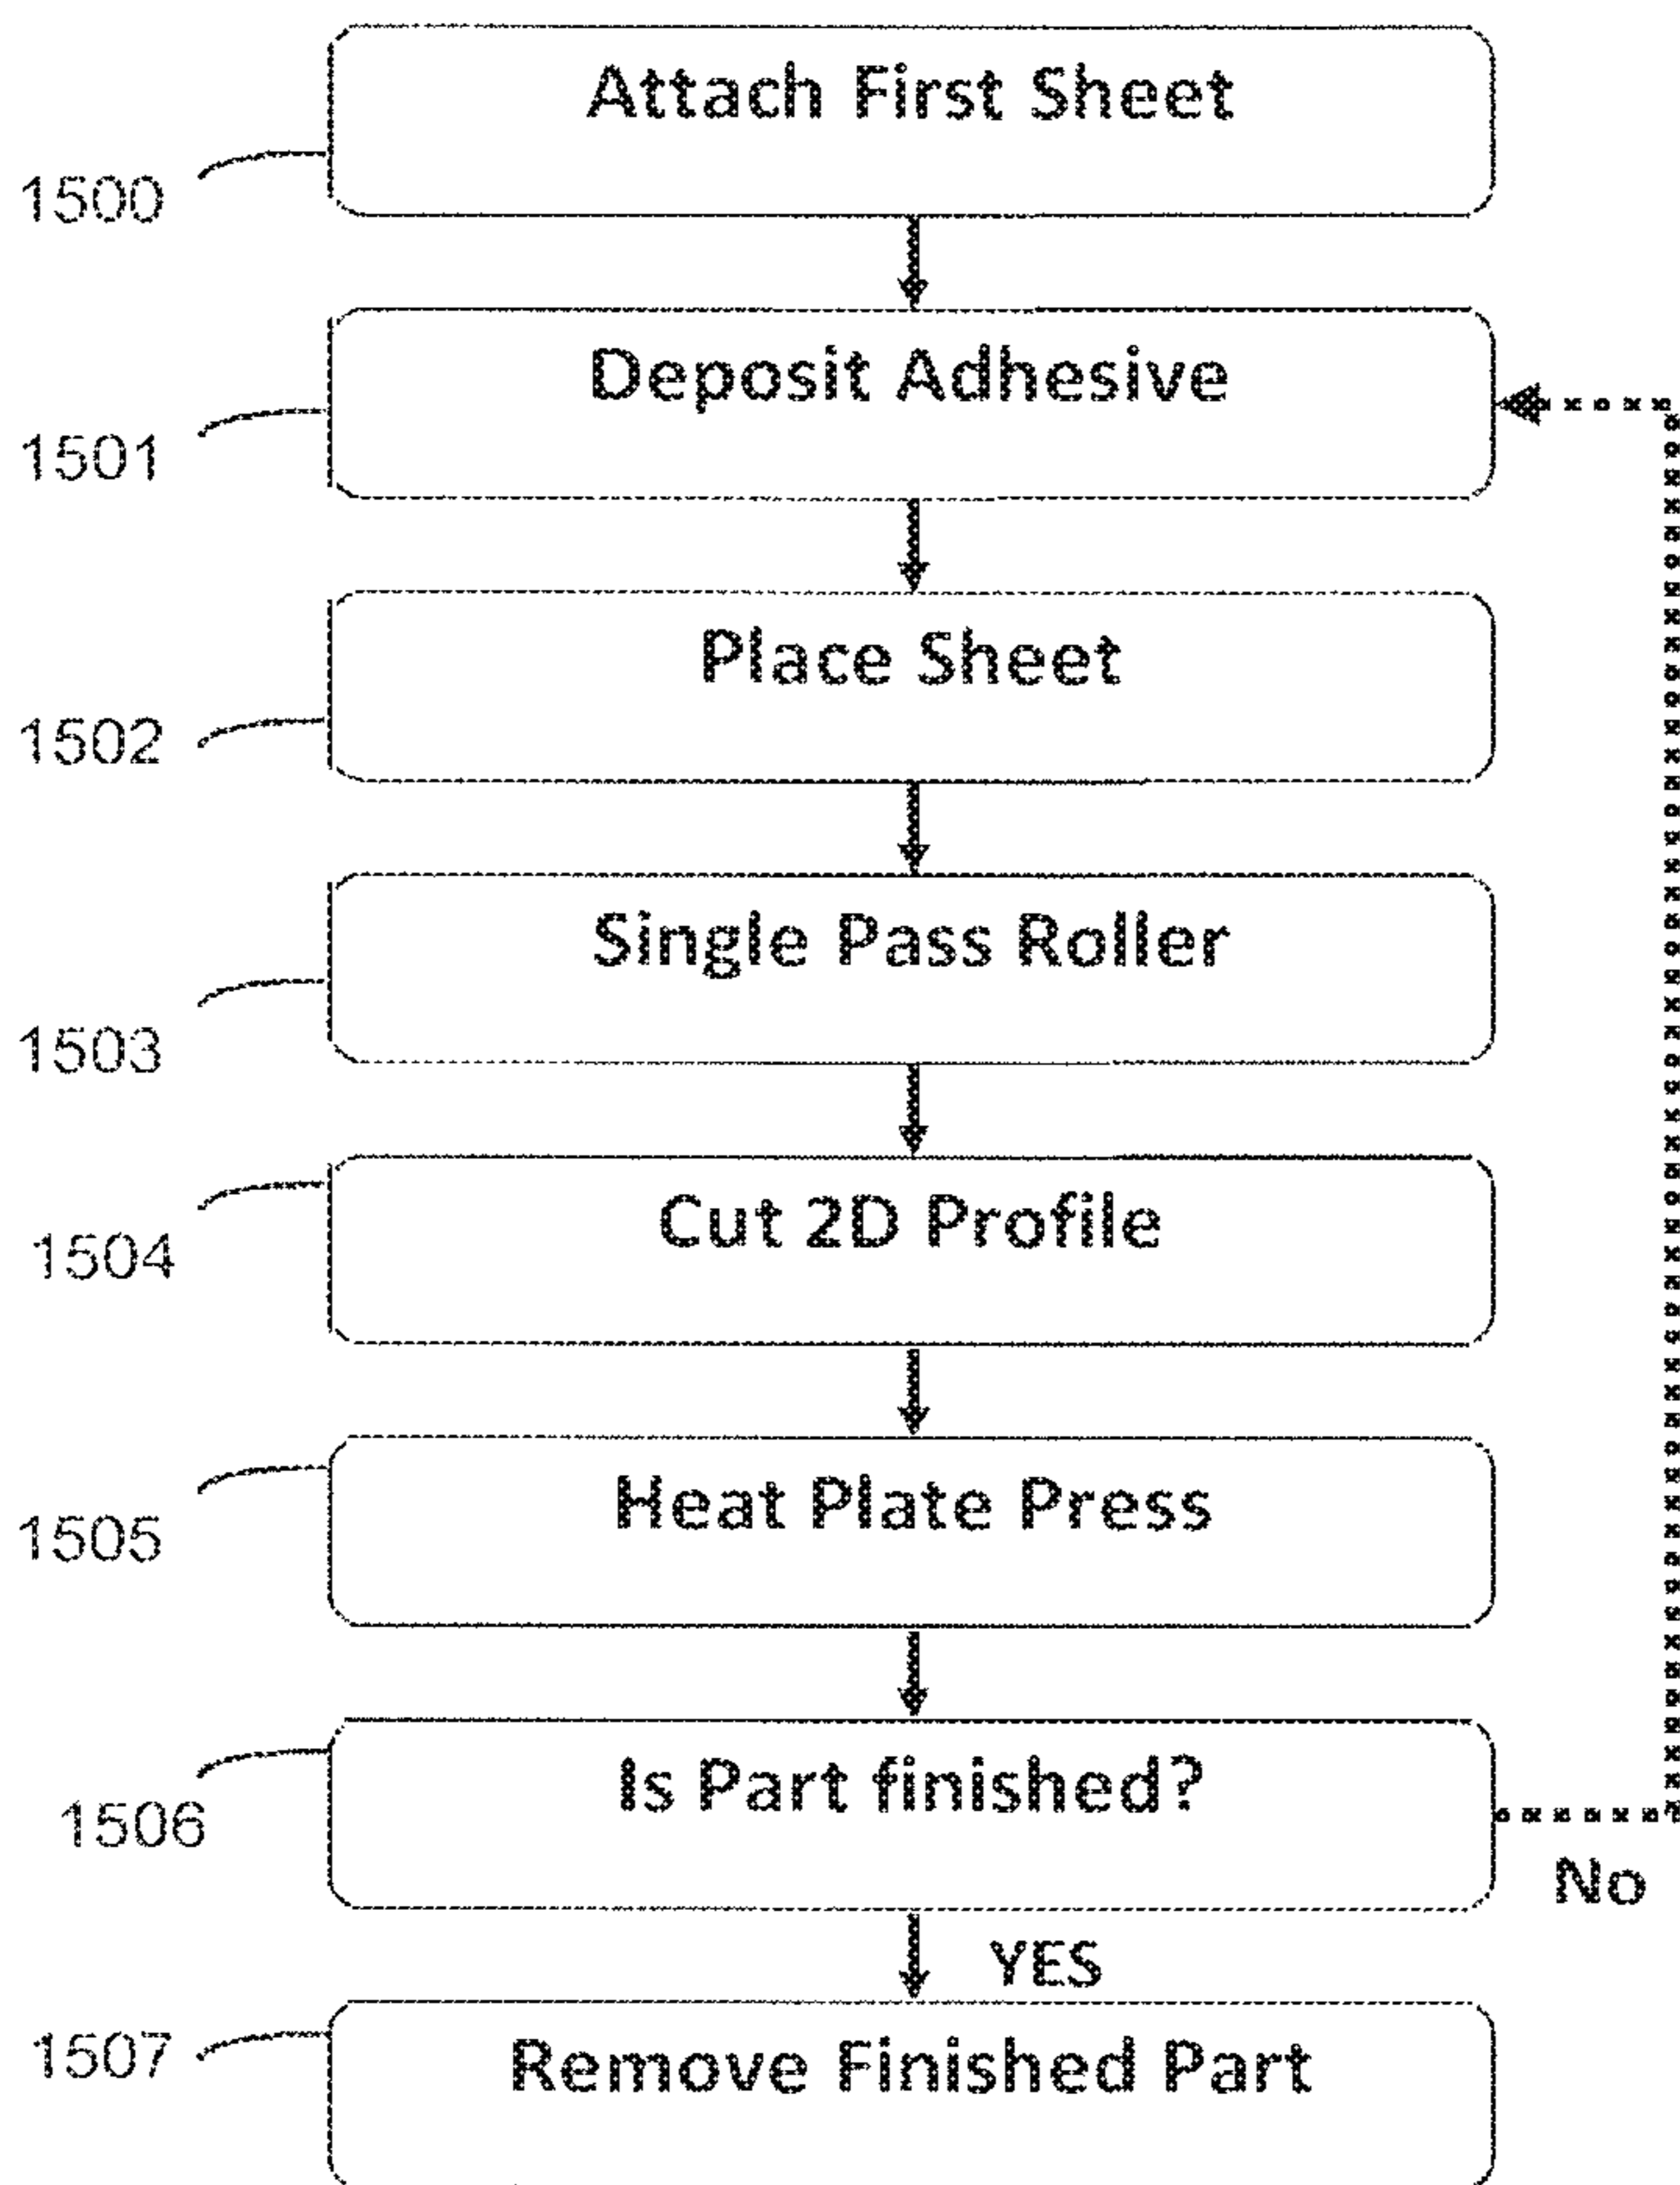 Attach First Sheet
1500
Deposit Adhesive
1501
Place Sheet
1502
Single Pass Roller
1503
Cut 2D Profile
1504
Heat Plate Press
1505
Is Part finished?
1506
No
YES
Remove Finished Part
1507